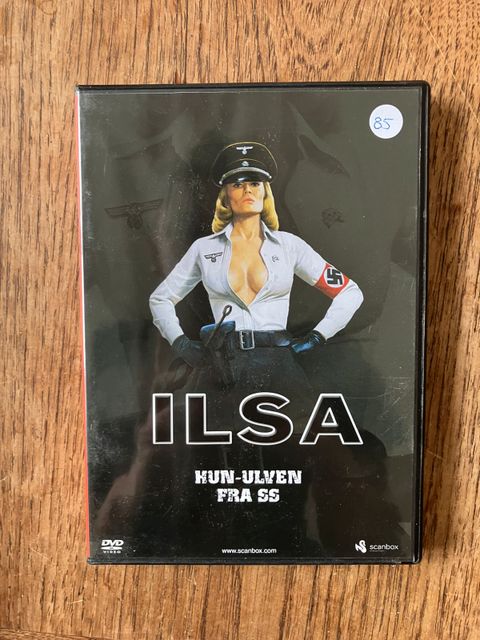 85
ILSA
HUN-ULVEN
FRA SS
DVD
VIDEO
www.scanbox.com
scanbox